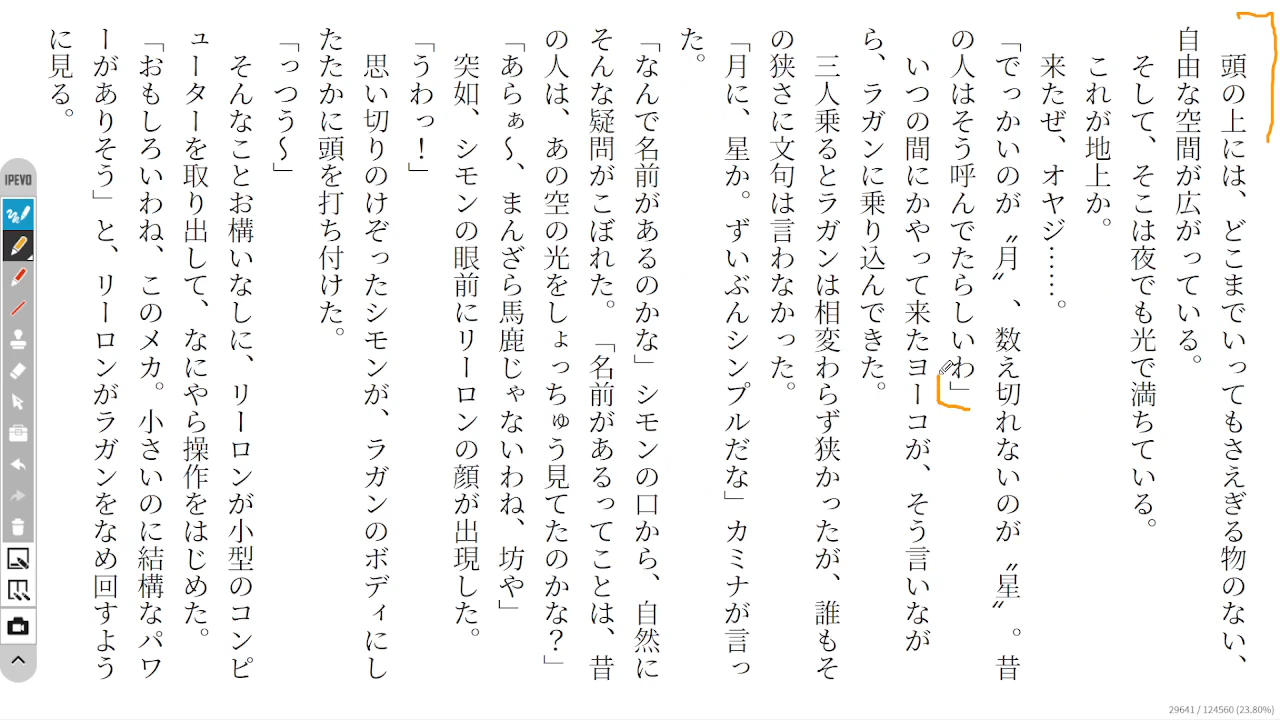 頭の上には、どこまでいってもさえぎる物のない、
自由な空間が広がっている。
そして、そこは夜でも光で満ちている。
これが地上か。
来たぜ、オヤジ……。
「でっかいのが〝月〟、数え切れないのが〝星〟。昔
の人はそう呼んでたらしいわ」
いつの間にかやって来たヨーコが、そう言いなが
ら、ラガンに乗り込んできた。
三人乗るとラガンは相変わらず狭かったが、誰もそ
の狭さに文句は言わなかった。
「月に、星か。ずいぶんシンプルだな」カミナが言っ
た。
「なんで名前があるのかな」シモンの口から、自然に
そんな疑問がこぼれた。「名前があるってことは、昔
の人は、あの空の光をしょっちゅう見てたのかな？」
「あらぁ～、まんざら馬鹿じゃないわね、坊や」
突如、シモンの眼前にリーロンの顔が出現した。
「うわっ！」
思い切りのけぞったシモンが、ラガンのボディにし
たたかに頭を打ち付けた。
「っつう～」
そんなことお構いなしに、リーロンが小型のコンピ
ューターを取り出して、なにやら操作をはじめた。
「おもしろいわね、このメカ。小さいのに結構なパワ
ーがありそう」と、リーロンがラガンをなめ回すよう
に見る。
IPEVO
29641 / 124560 (23.80%)